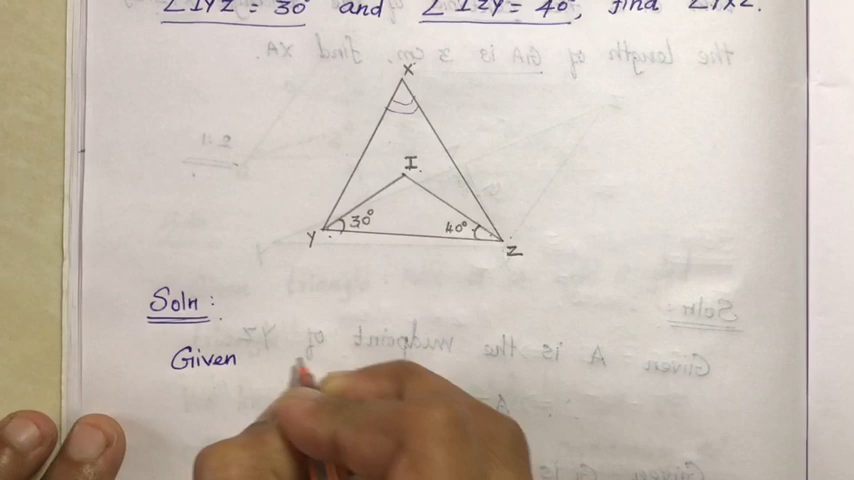 ∠IYZ = 30° and ∠IZY = 40°, find ∠YXZ.
X
I.
Y 30° 40° Z
Soln:
Given